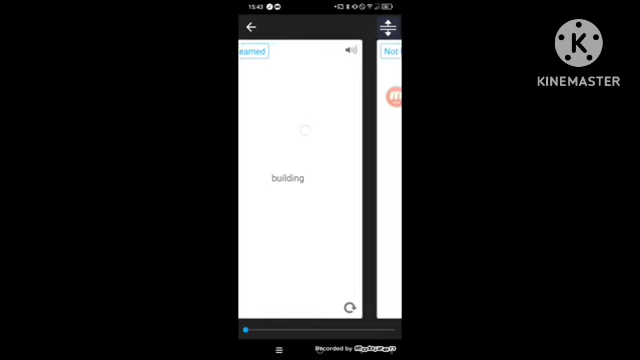 15:43
earned
Not
building
K
KINEMASTER
Recorded by